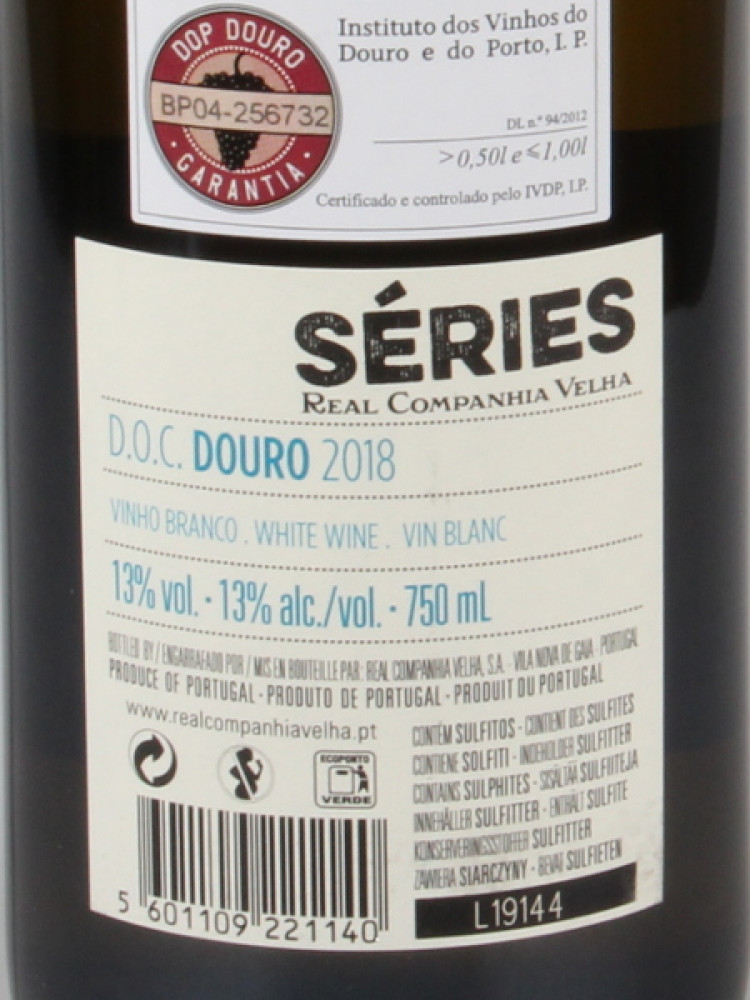 DOP DOURO
BP04-256732
· GARANTIA ·
Instituto dos Vinhos do
Douro e do Porto, I. P.
DL n.º 94/2012
>0,50l e ≤1,00l
Certificado e controlado pelo IVDP, I.P.
SÉRIES
REAL COMPANHIA VELHA
D.O.C. DOURO 2018
VINHO BRANCO . WHITE WINE . VIN BLANC
13% vol. · 13% alc./vol. · 750 mL
BOTTLED BY / ENGARRAFADO POR / MIS EN BOUTEILLE PAR: REAL COMPANHIA VELHA, S.A. - VILA NOVA DE GAIA - PORTUGAL
PRODUCE OF PORTUGAL - PRODUTO DE PORTUGAL - PRODUIT DU PORTUGAL
www.realcompanhiavelha.pt
ECOPONTO
VERDE
CONTÉM SULFITOS - CONTIENT DES SULFITES
CONTIENE SOLFITI - INDEHOLDER SULFITTER
CONTAINS SULPHITES - SISÄLTÄÄ SULFIITEJA
INNEHÅLLER SULFITTER - ENTHÄLT SULFITE
KONSERVERINGSSTOFFER SULFITTER
ZAWIERA SIARCZYNY - BEVAT SULFIETEN
L19144
5 601109 221140